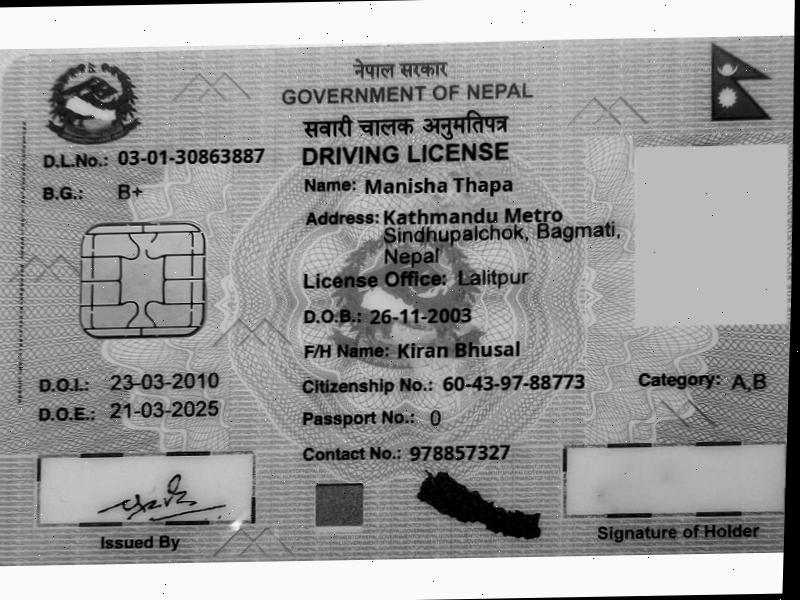 नेपाल सरकार
GOVERNMENT OF NEPAL
सवारी चालक अनुमतिपत्र
DRIVING LICENSE
D.L.No.: 03-01-30863887
B.G.: B+
Name: Manisha Thapa
Address: Kathmandu Metro
Sindhupalchok, Bagmati,
Nepal
License Office: Lalitpur
D.O.B.: 26-11-2003
F/H Name: Kiran Bhusal
D.O.I.: 23-03-2010
Citizenship No.: 60-43-97-88773
Category: A,B
D.O.E.: 21-03-2025
Passport No.: 0
Contact No.: 978857327
Issued By
Signature of Holder